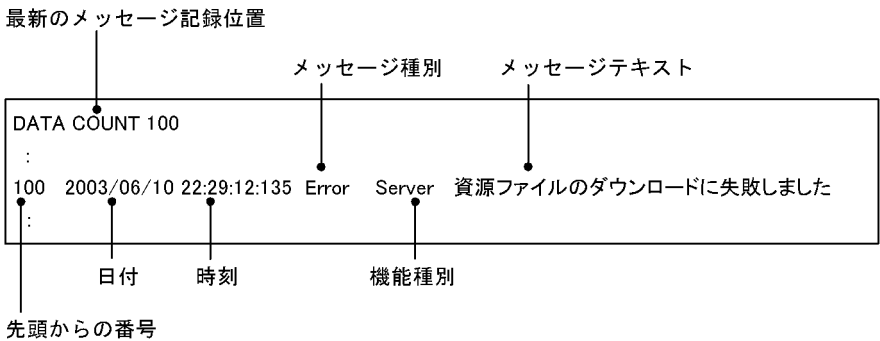 最新のメッセージ記録位置
メッセージ種別 メッセージテキスト
DATA COUNT 100
:
100 2003/06/10 22:29:12:135 Error Server 資源ファイルのダウンロードに失敗しました
:
日付 時刻 機能種別
先頭からの番号